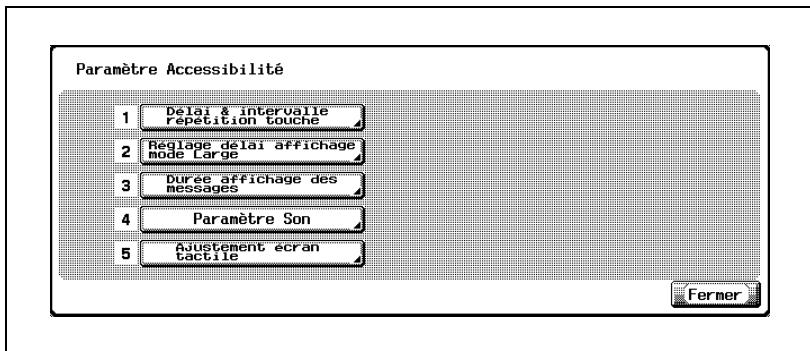 Paramètre Accessibilité
1 Délai & intervalle
répétition touche
2 Réglage délai affichage
mode Large
3 Durée affichage des
messages
4 Paramètre Son
5 Ajustement écran
tactile
Fermer